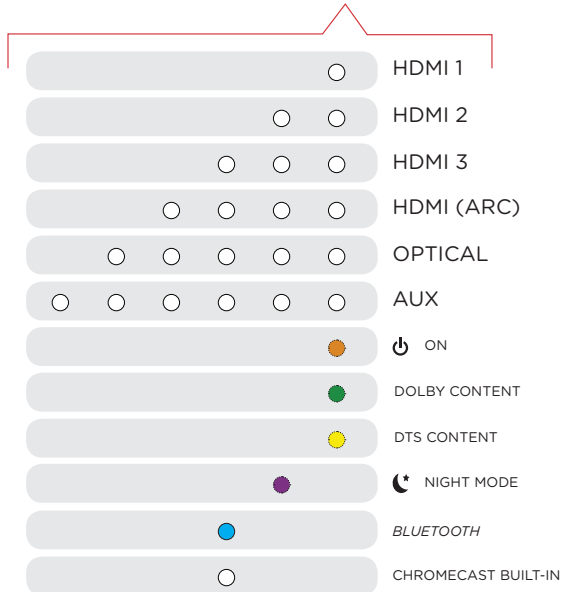 HDMI 1
HDMI 2
HDMI 3
HDMI (ARC)
OPTICAL
AUX
ON
DOLBY CONTENT
DTS CONTENT
NIGHT MODE
BLUETOOTH
CHROMECAST BUILT-IN